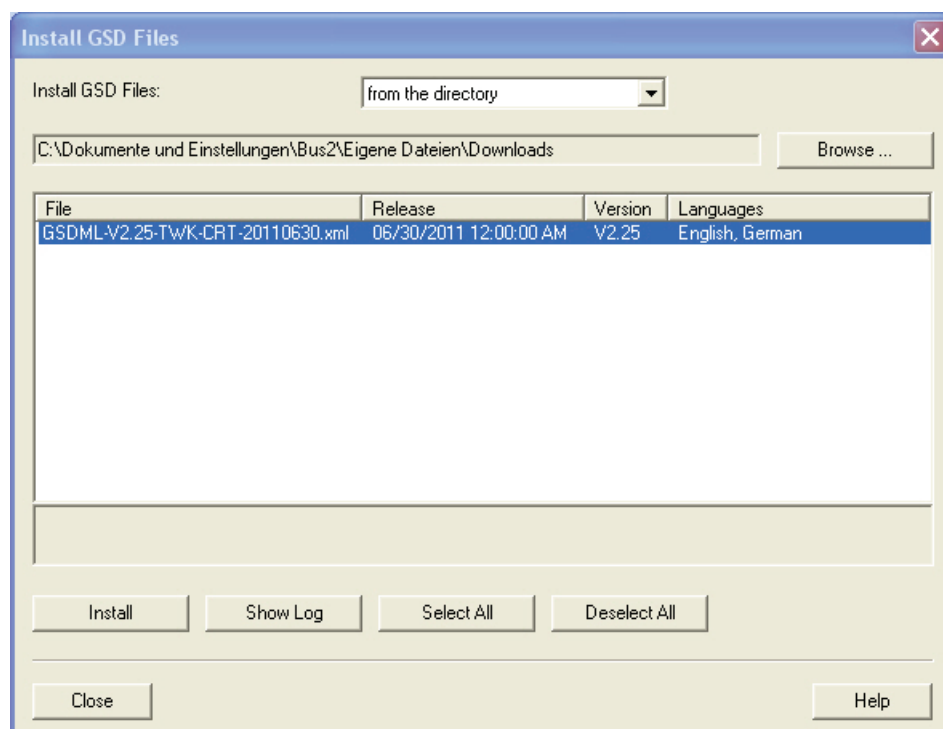 Install GSD Files
Install GSD Files: from the directory
C:\Dokumente und Einstellungen\Bus2\Eigene Dateien\Downloads Browse ...
File Release Version Languages
GSDML-V2.25-TWK-CRT-20110630.xml 06/30/2011 12:00:00 AM V2.25 English, German
Install Show Log Select All Deselect All
Close Help